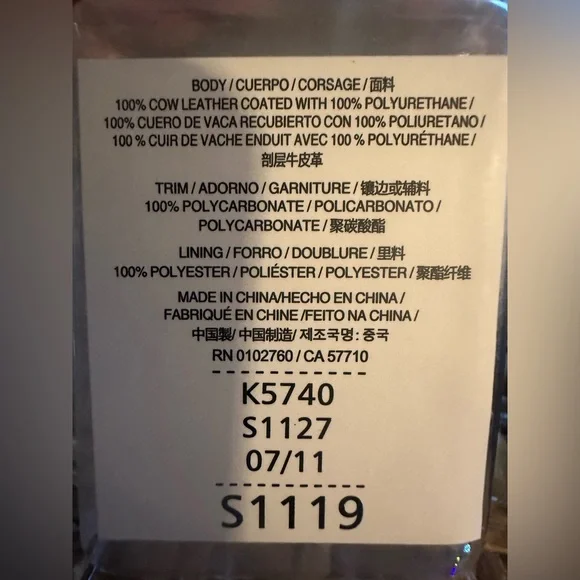 BODY / CUERPO / CORSAGE / 面料
100% COW LEATHER COATED WITH 100% POLYURETHANE /
100% CUERO DE VACA RECUBIERTO CON 100% POLIURETANO /
100 % CUIR DE VACHE ENDUIT AVEC 100 % POLYURÉTHANE /
剖层牛皮革
TRIM / ADORNO / GARNITURE / 镶边或辅料
100% POLYCARBONATE / POLICARBONATO /
POLYCARBONATE / 聚碳酸酯
LINING / FORRO / DOUBLURE / 里料
100% POLYESTER / POLIÉSTER / POLYESTER / 聚酯纤维
MADE IN CHINA/HECHO EN CHINA /
FABRIQUÉ EN CHINE /FEITO NA CHINA /
中国製/ 中国制造/ 제조국명 : 중국
RN 0102760 / CA 57710
K5740
S1127
07/11
S1119